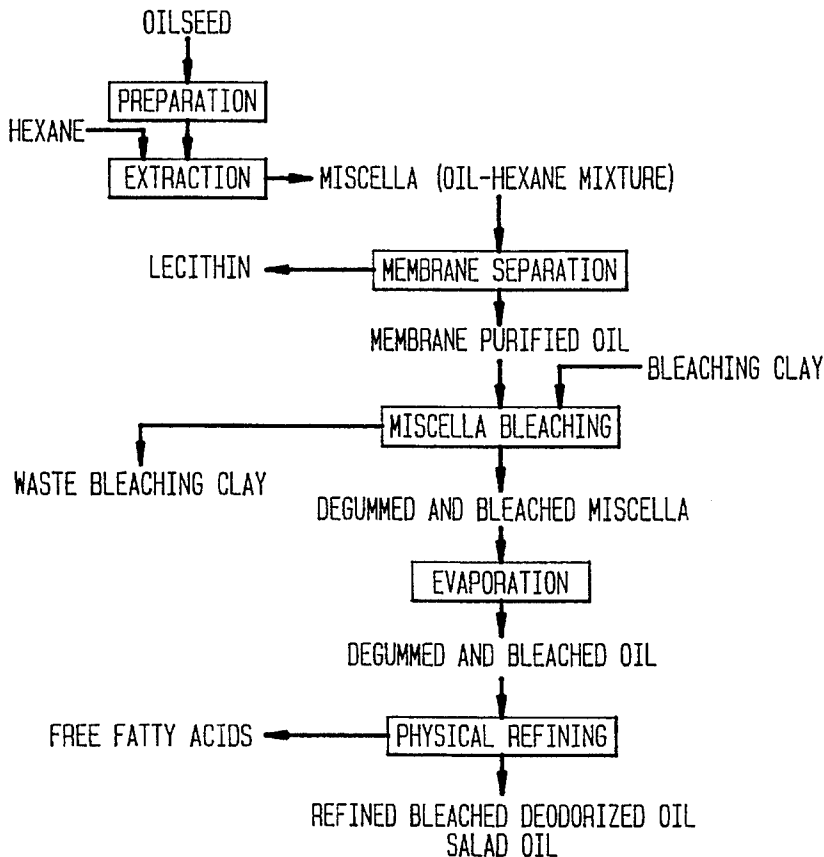 OILSEED
PREPARATION
HEXANE
EXTRACTION
MISCELLA (OIL-HEXANE MIXTURE)
LECITHIN
MEMBRANE SEPARATION
MEMBRANE PURIFIED OIL
BLEACHING CLAY
MISCELLA BLEACHING
WASTE BLEACHING CLAY
DEGUMMED AND BLEACHED MISCELLA
EVAPORATION
DEGUMMED AND BLEACHED OIL
FREE FATTY ACIDS
PHYSICAL REFINING
REFINED BLEACHED DEODORIZED OIL
SALAD OIL